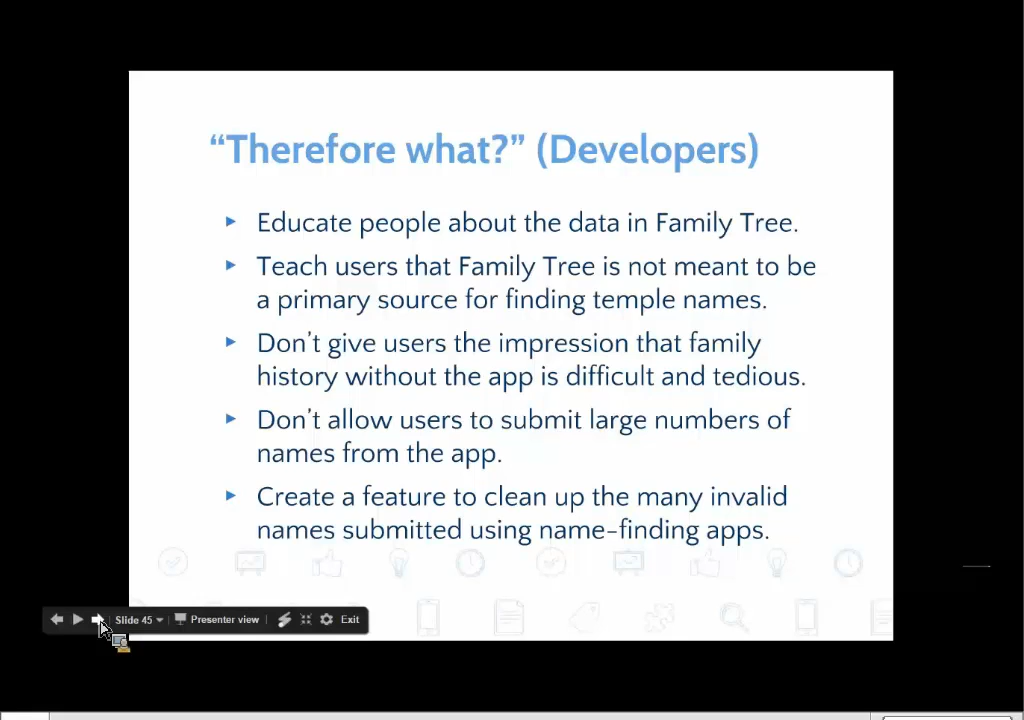 “Therefore what?” (Developers)
▸ Educate people about the data in Family Tree.
▸ Teach users that Family Tree is not meant to be
a primary source for finding temple names.
▸ Don’t give users the impression that family
history without the app is difficult and tedious.
▸ Don’t allow users to submit large numbers of
names from the app.
▸ Create a feature to clean up the many invalid
names submitted using name-finding apps.
Slide 45 Presenter view Exit